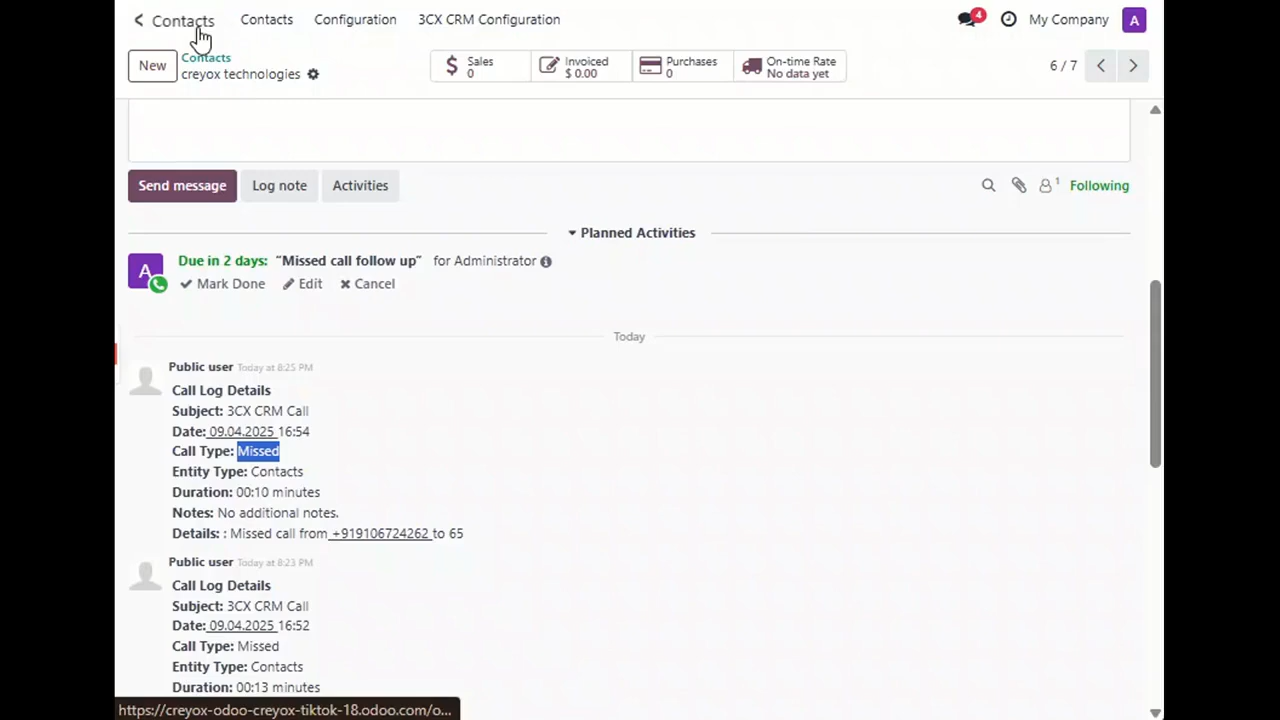 Contacts Contacts Configuration 3CX CRM Configuration 4 My Company A
New Contacts
creyox technologies
Sales
0
Invoiced
$ 0.00
Purchases
0
On-time Rate
No data yet
6 / 7
Send message Log note Activities 1 Following
Planned Activities
A Due in 2 days: “Missed call follow up” for Administrator
Mark Done Edit Cancel
Today
Public user Today at 8:25 PM
Call Log Details
Subject: 3CX CRM Call
Date: 09.04.2025 16:54
Call Type: Missed
Entity Type: Contacts
Duration: 00:10 minutes
Notes: No additional notes.
Details: : Missed call from +919106724262 to 65
Public user Today at 8:23 PM
Call Log Details
Subject: 3CX CRM Call
Date: 09.04.2025 16:52
Call Type: Missed
Entity Type: Contacts
Duration: 00:13 minutes
https://creyox-odoo-creyox-tiktok-18.odoo.com/o...